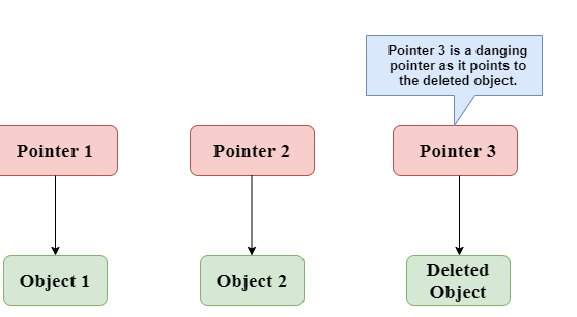 Pointer 3 is a danging
pointer as it points to
the deleted object.
Pointer 1
Pointer 2
Pointer 3
Object 1
Object 2
Deleted
Object